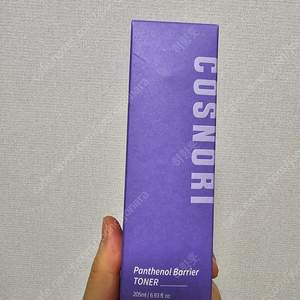 COSNORI
Panthenol Barrier
TONER
205ml / 6.93 fl. oz.